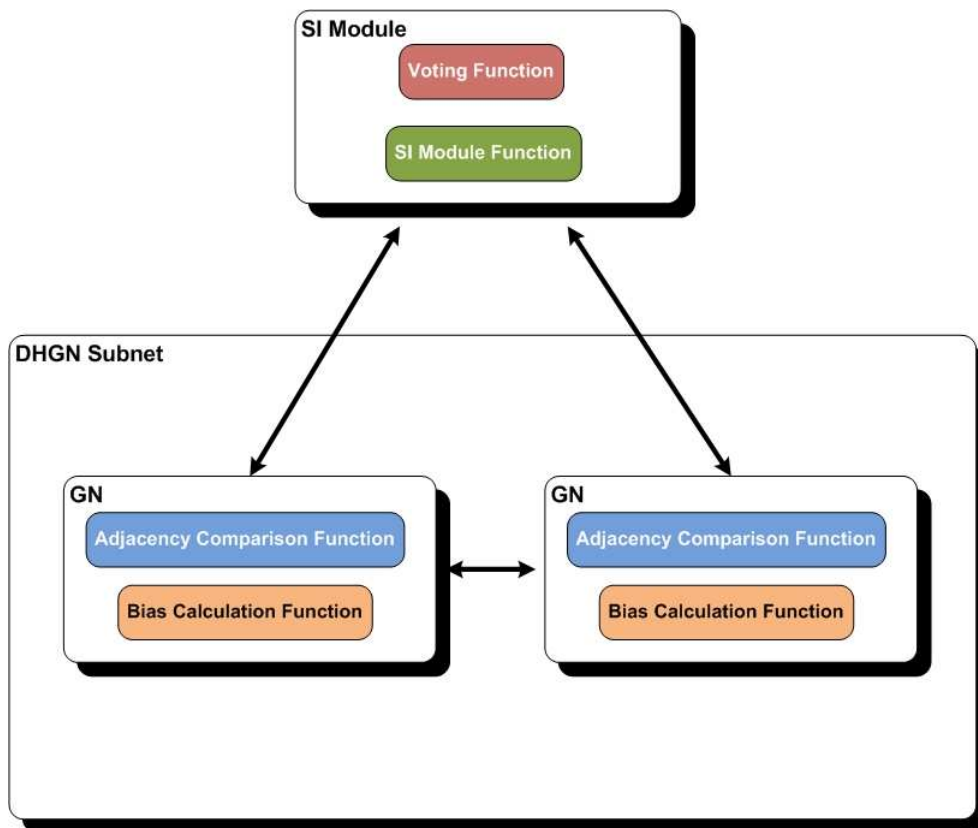 SI Module
Voting Function
SI Module Function
DHGN Subnet
GN
Adjacency Comparison Function
Bias Calculation Function
GN
Adjacency Comparison Function
Bias Calculation Function